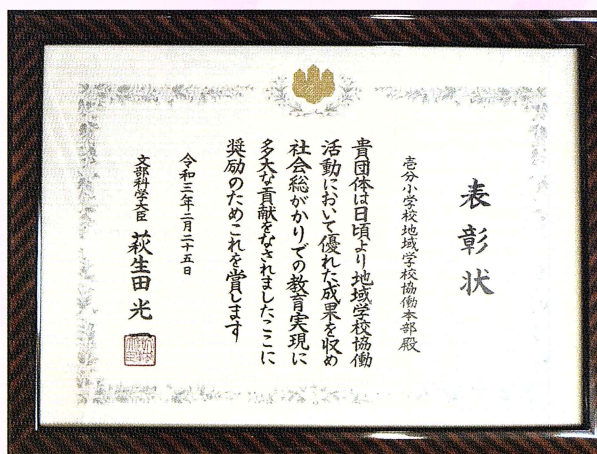 表彰状
壱分小学校地域学校協働本部殿
貴団体は日頃より地域学校協働
活動において優れた成果を収め
社会総がかりでの教育実現に
多大な貢献をなされましたここに
奨励のためこれを賞します
令和三年二月二十五日
文部科学大臣 萩生田光一